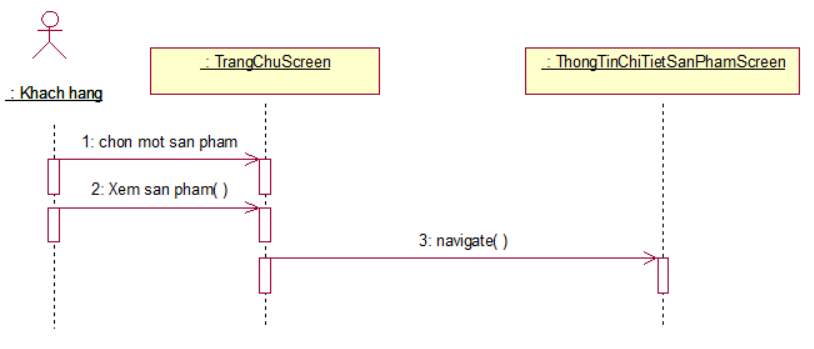 : TrangChuScreen
: ThongTinChiTietSanPhamScreen
: Khach hang
1: chon mot san pham
2: Xem san pham( )
3: navigate( )